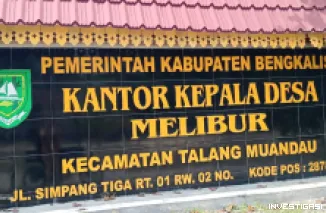 PEMERINTAH KABUPATEN BENGKALIS
KANTOR KEPALA DESA
MELIBUR
KECAMATAN TALANG MUANDAU
JL. SIMPANG TIGA RT. 01 RW. 02 NO. KODE POS : 287
INVESTIGASI